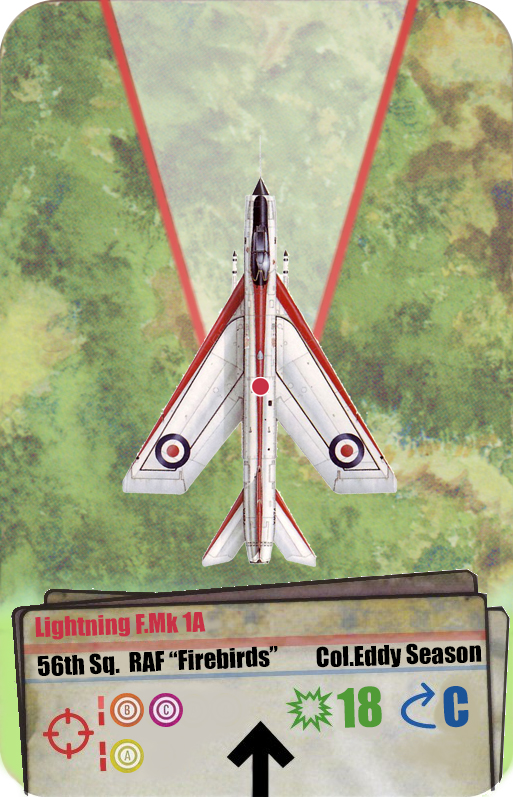 Lightning F.Mk 1A
56th Sq. RAF “Firebirds” Col.Eddy Season
B C 18 C
A